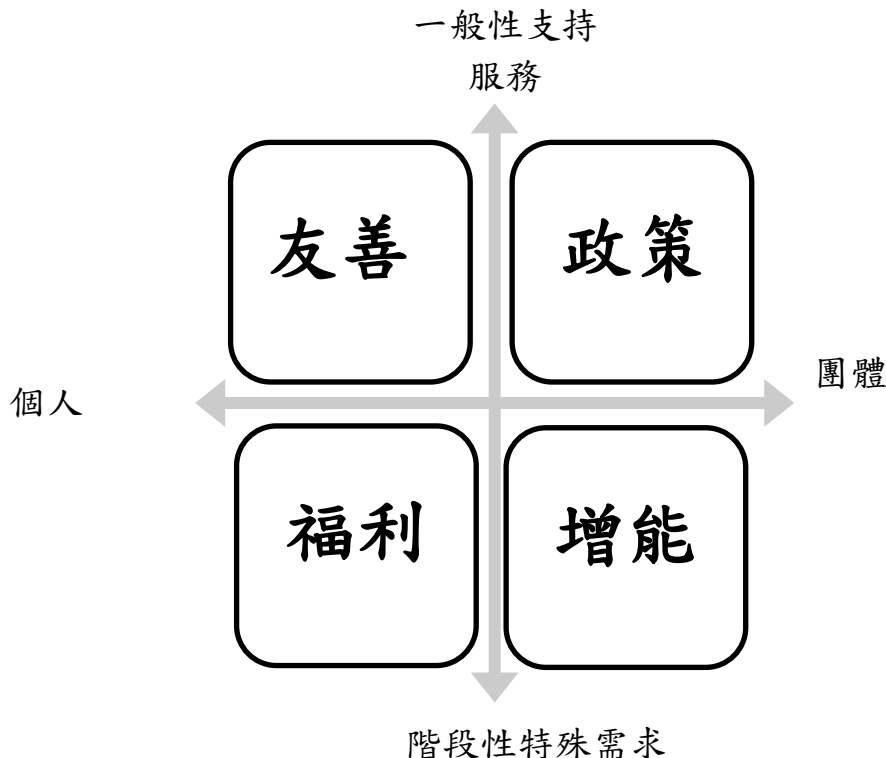 一般性支持
服務
友善
政策
個人
團體
福利
增能
階段性特殊需求